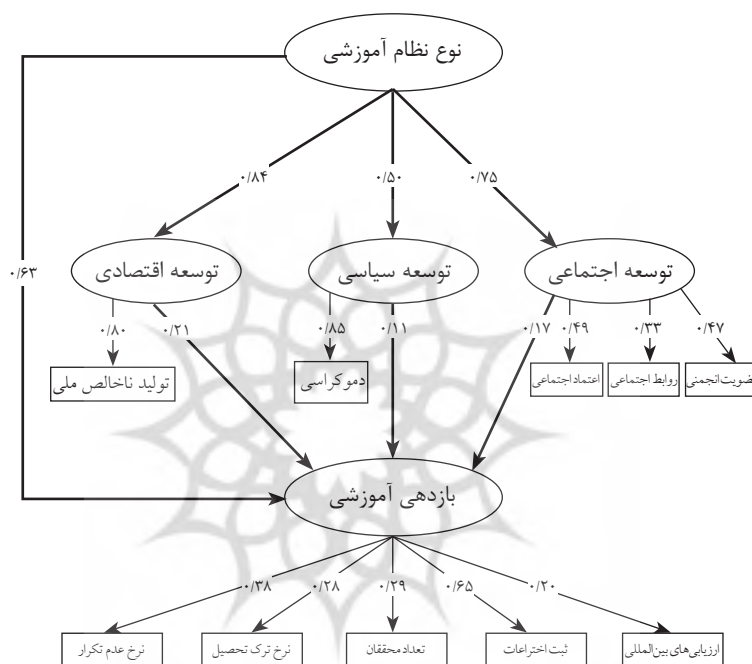 نوع نظام آموزشی
۰/۸۴
۰/۵۰
۰/۷۵
۰/۶۳
توسعه اجتماعی
توسعه سیاسی
توسعه اقتصادی
۰/۴۷
۰/۳۳
۰/۴۹
۰/۱۷
۰/۱۱
۰/۸۵
۰/۲۱
۰/۸۰
عضویت انجمنی
روابط اجتماعی
اعتماد اجتماعی
دموکراسی
تولید ناخالص ملی
بازدهی آموزشی
۰/۲۰
۰/۶۵
۰/۲۹
۰/۲۸
۰/۳۸
ارزیابی‌های بین‌المللی
ثبت اختراعات
تعداد محققان
نرخ ترک تحصیل
نرخ عدم تکرار